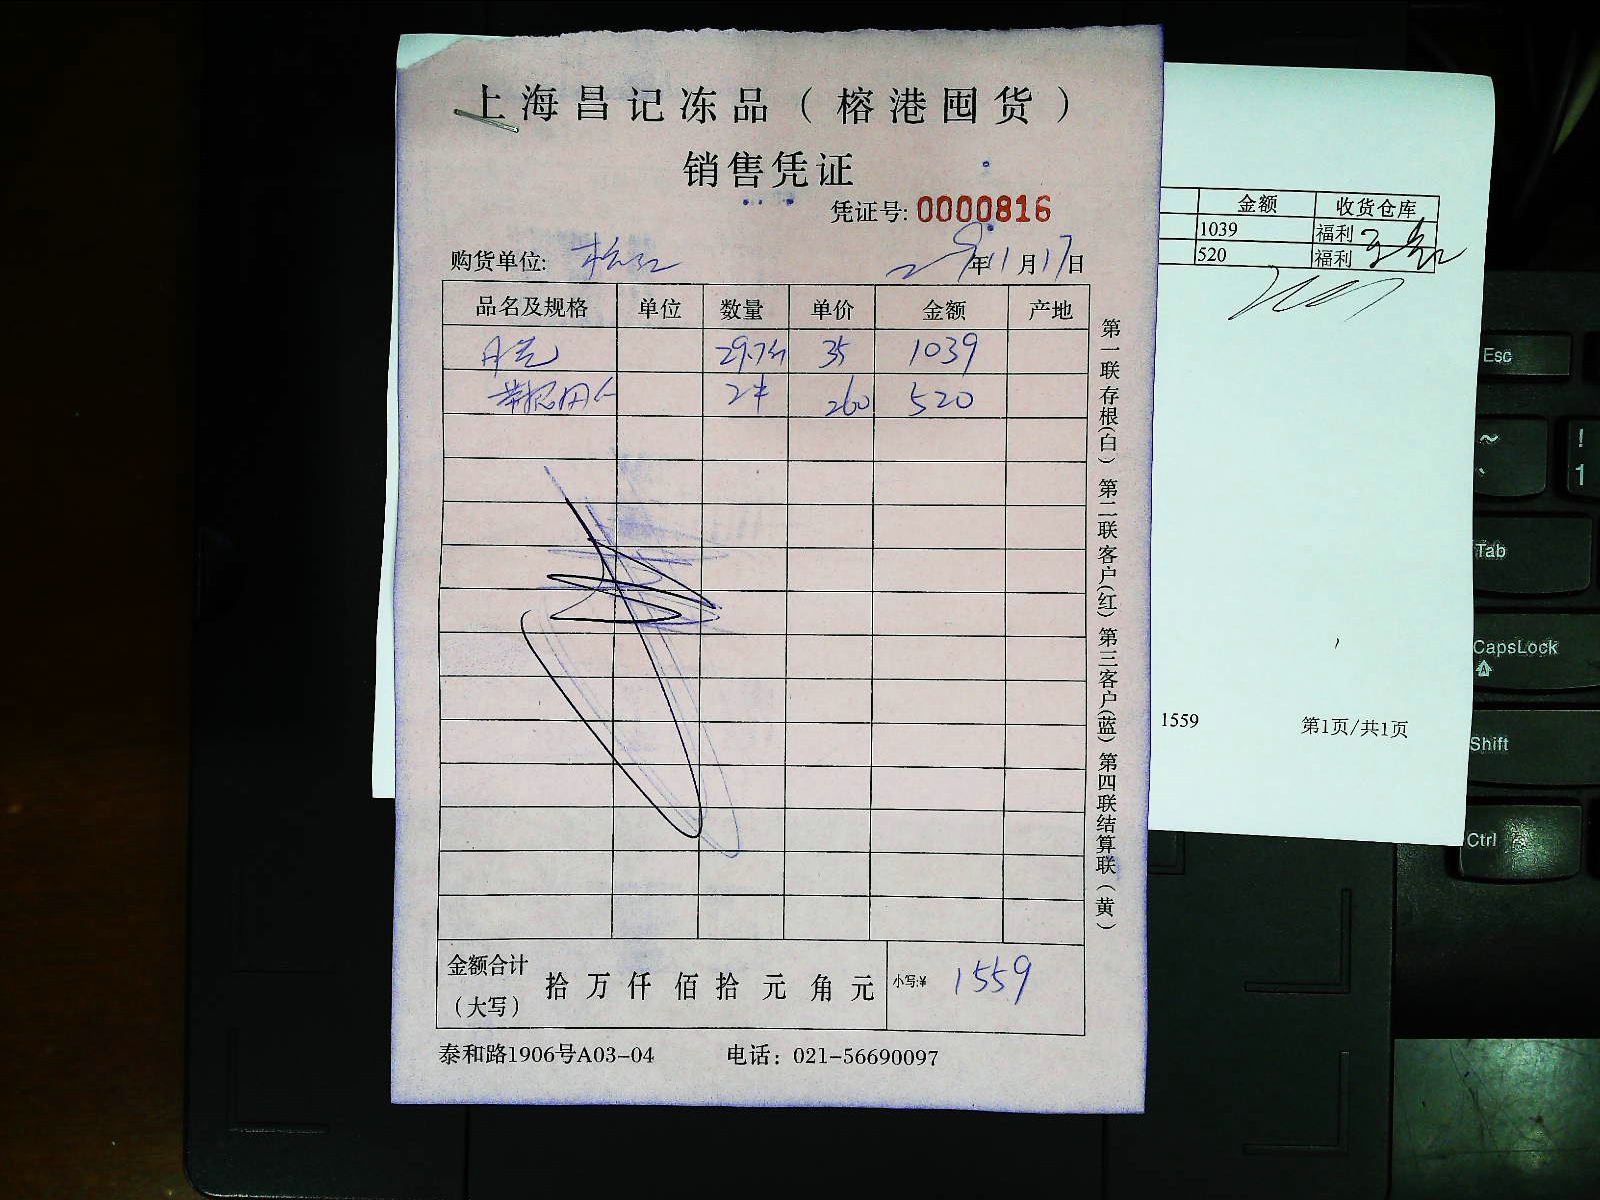 上海昌记冻品（榕港囤货）
销售凭证
凭证号: 0000816
购货单位: 年11月17日
品名及规格 单位 数量 单价 金额 产地
35 1039
260 520
金额合计（大写） 拾 万 仟 佰 拾 元 角 元 小写:¥ 1559
泰和路1906号A03-04 电话: 021-56690097
第一联存根（白）第二联客户（红）第三客户（蓝）第四联结算联（黄）
金额 收货仓库
1039 福利
520 福利
1559 第1页/共1页
Esc
~ ! 1
Tab
CapsLock
A
Shift
Ctrl